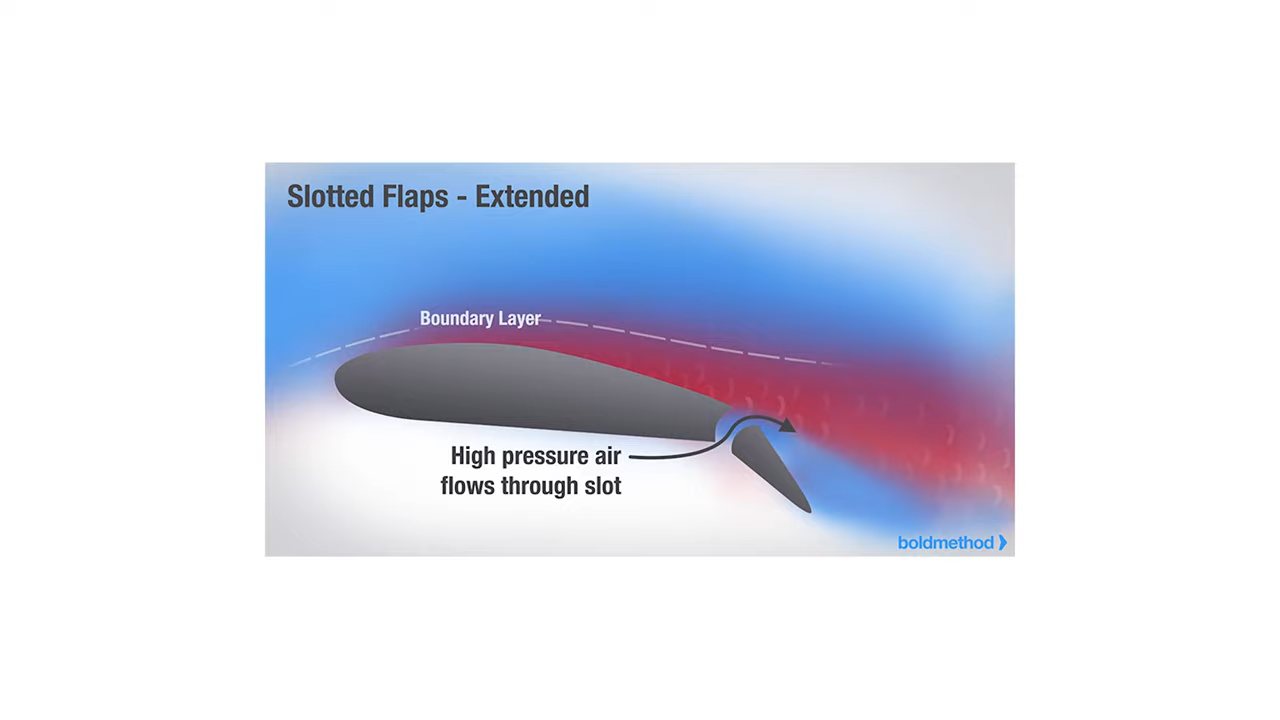 Slotted Flaps - Extended
Boundary Layer
High pressure air
flows through slot
boldmethod